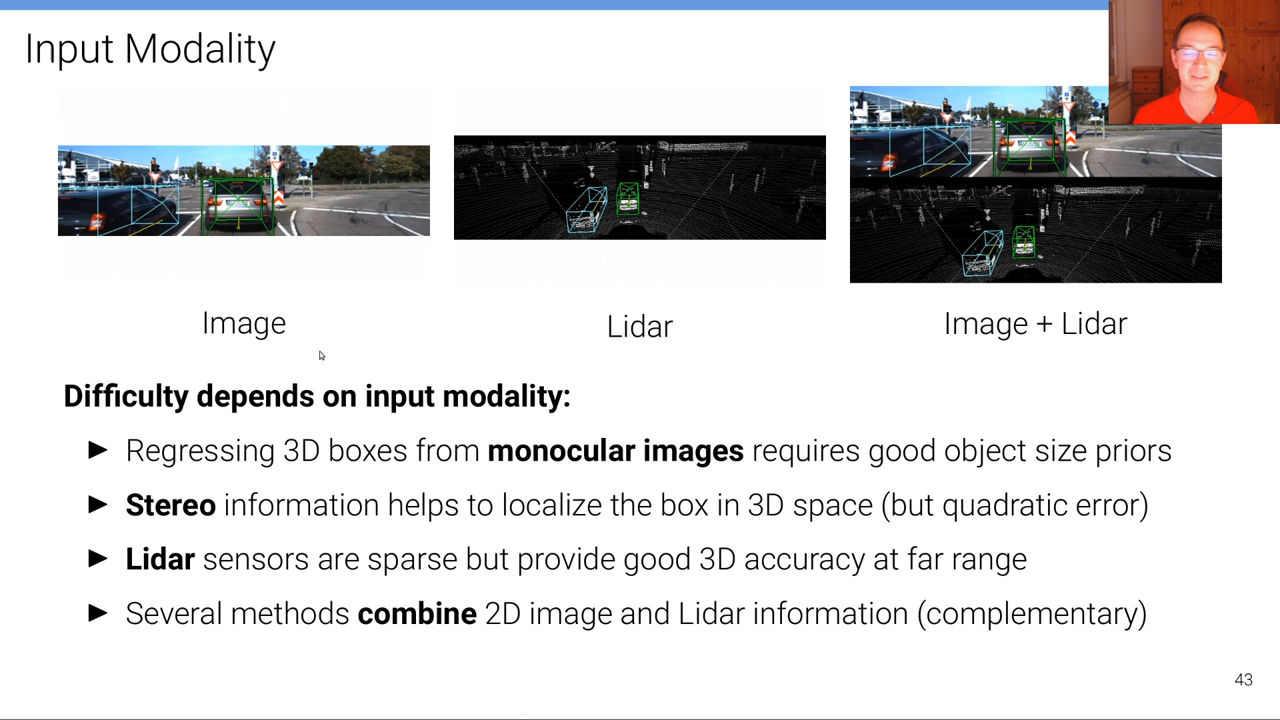 Input Modality
Image
Lidar
Image + Lidar
Difficulty depends on input modality:
► Regressing 3D boxes from monocular images requires good object size priors
► Stereo information helps to localize the box in 3D space (but quadratic error)
► Lidar sensors are sparse but provide good 3D accuracy at far range
► Several methods combine 2D image and Lidar information (complementary)
43